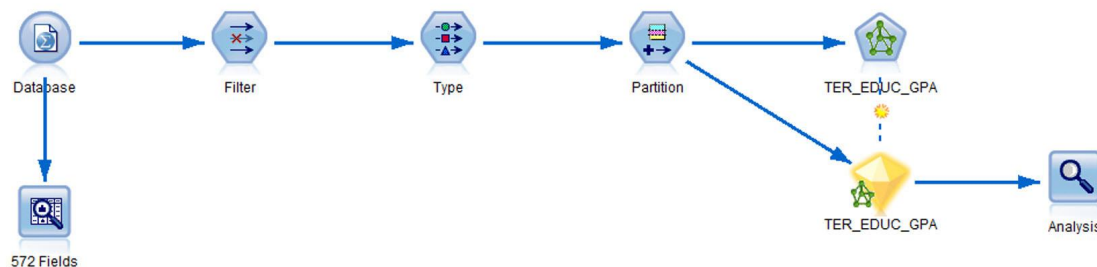 Database
Filter
Type
Partition
TER_EDUC_GPA
TER_EDUC_GPA
Analysis
572 Fields